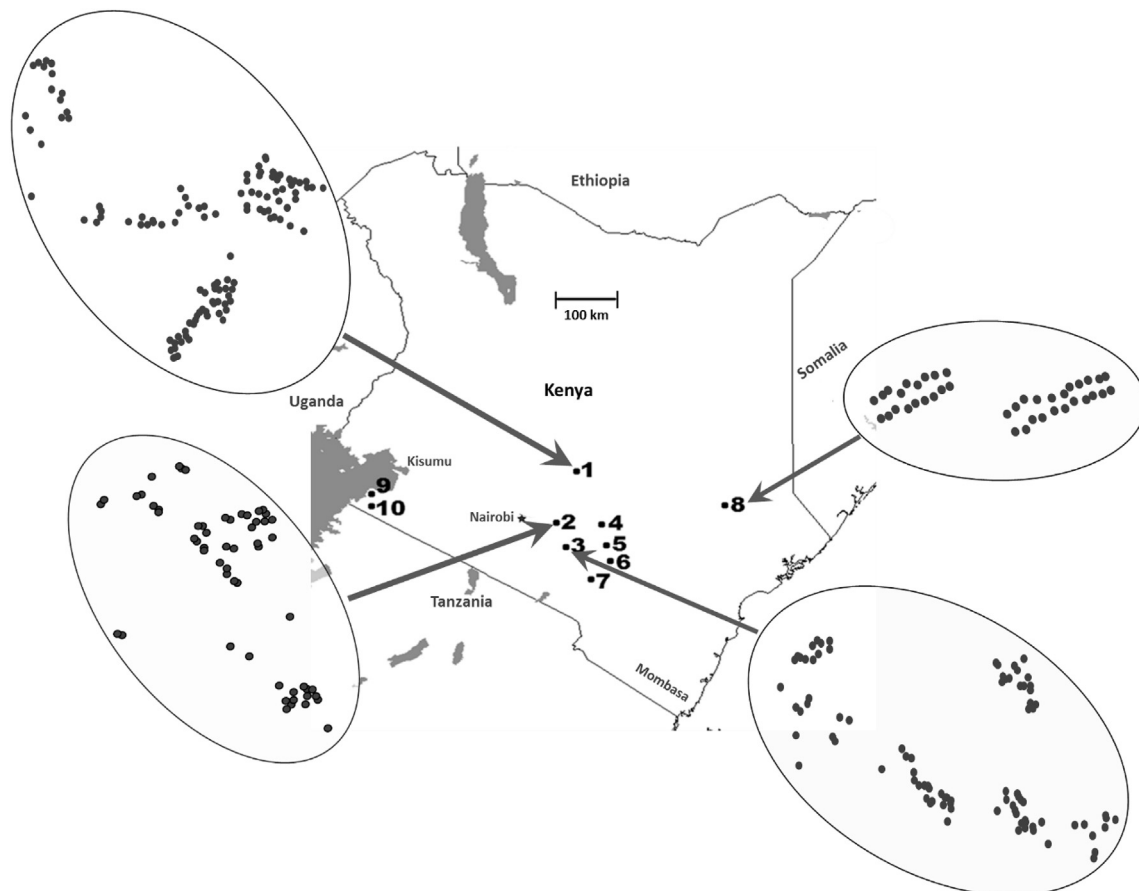 Ethiopia
100 km
Somalia
Kenya
Uganda
Kisumu
1
9
8
10
Nairobi
2
4
3
5
6
7
Tanzania
Mombasa